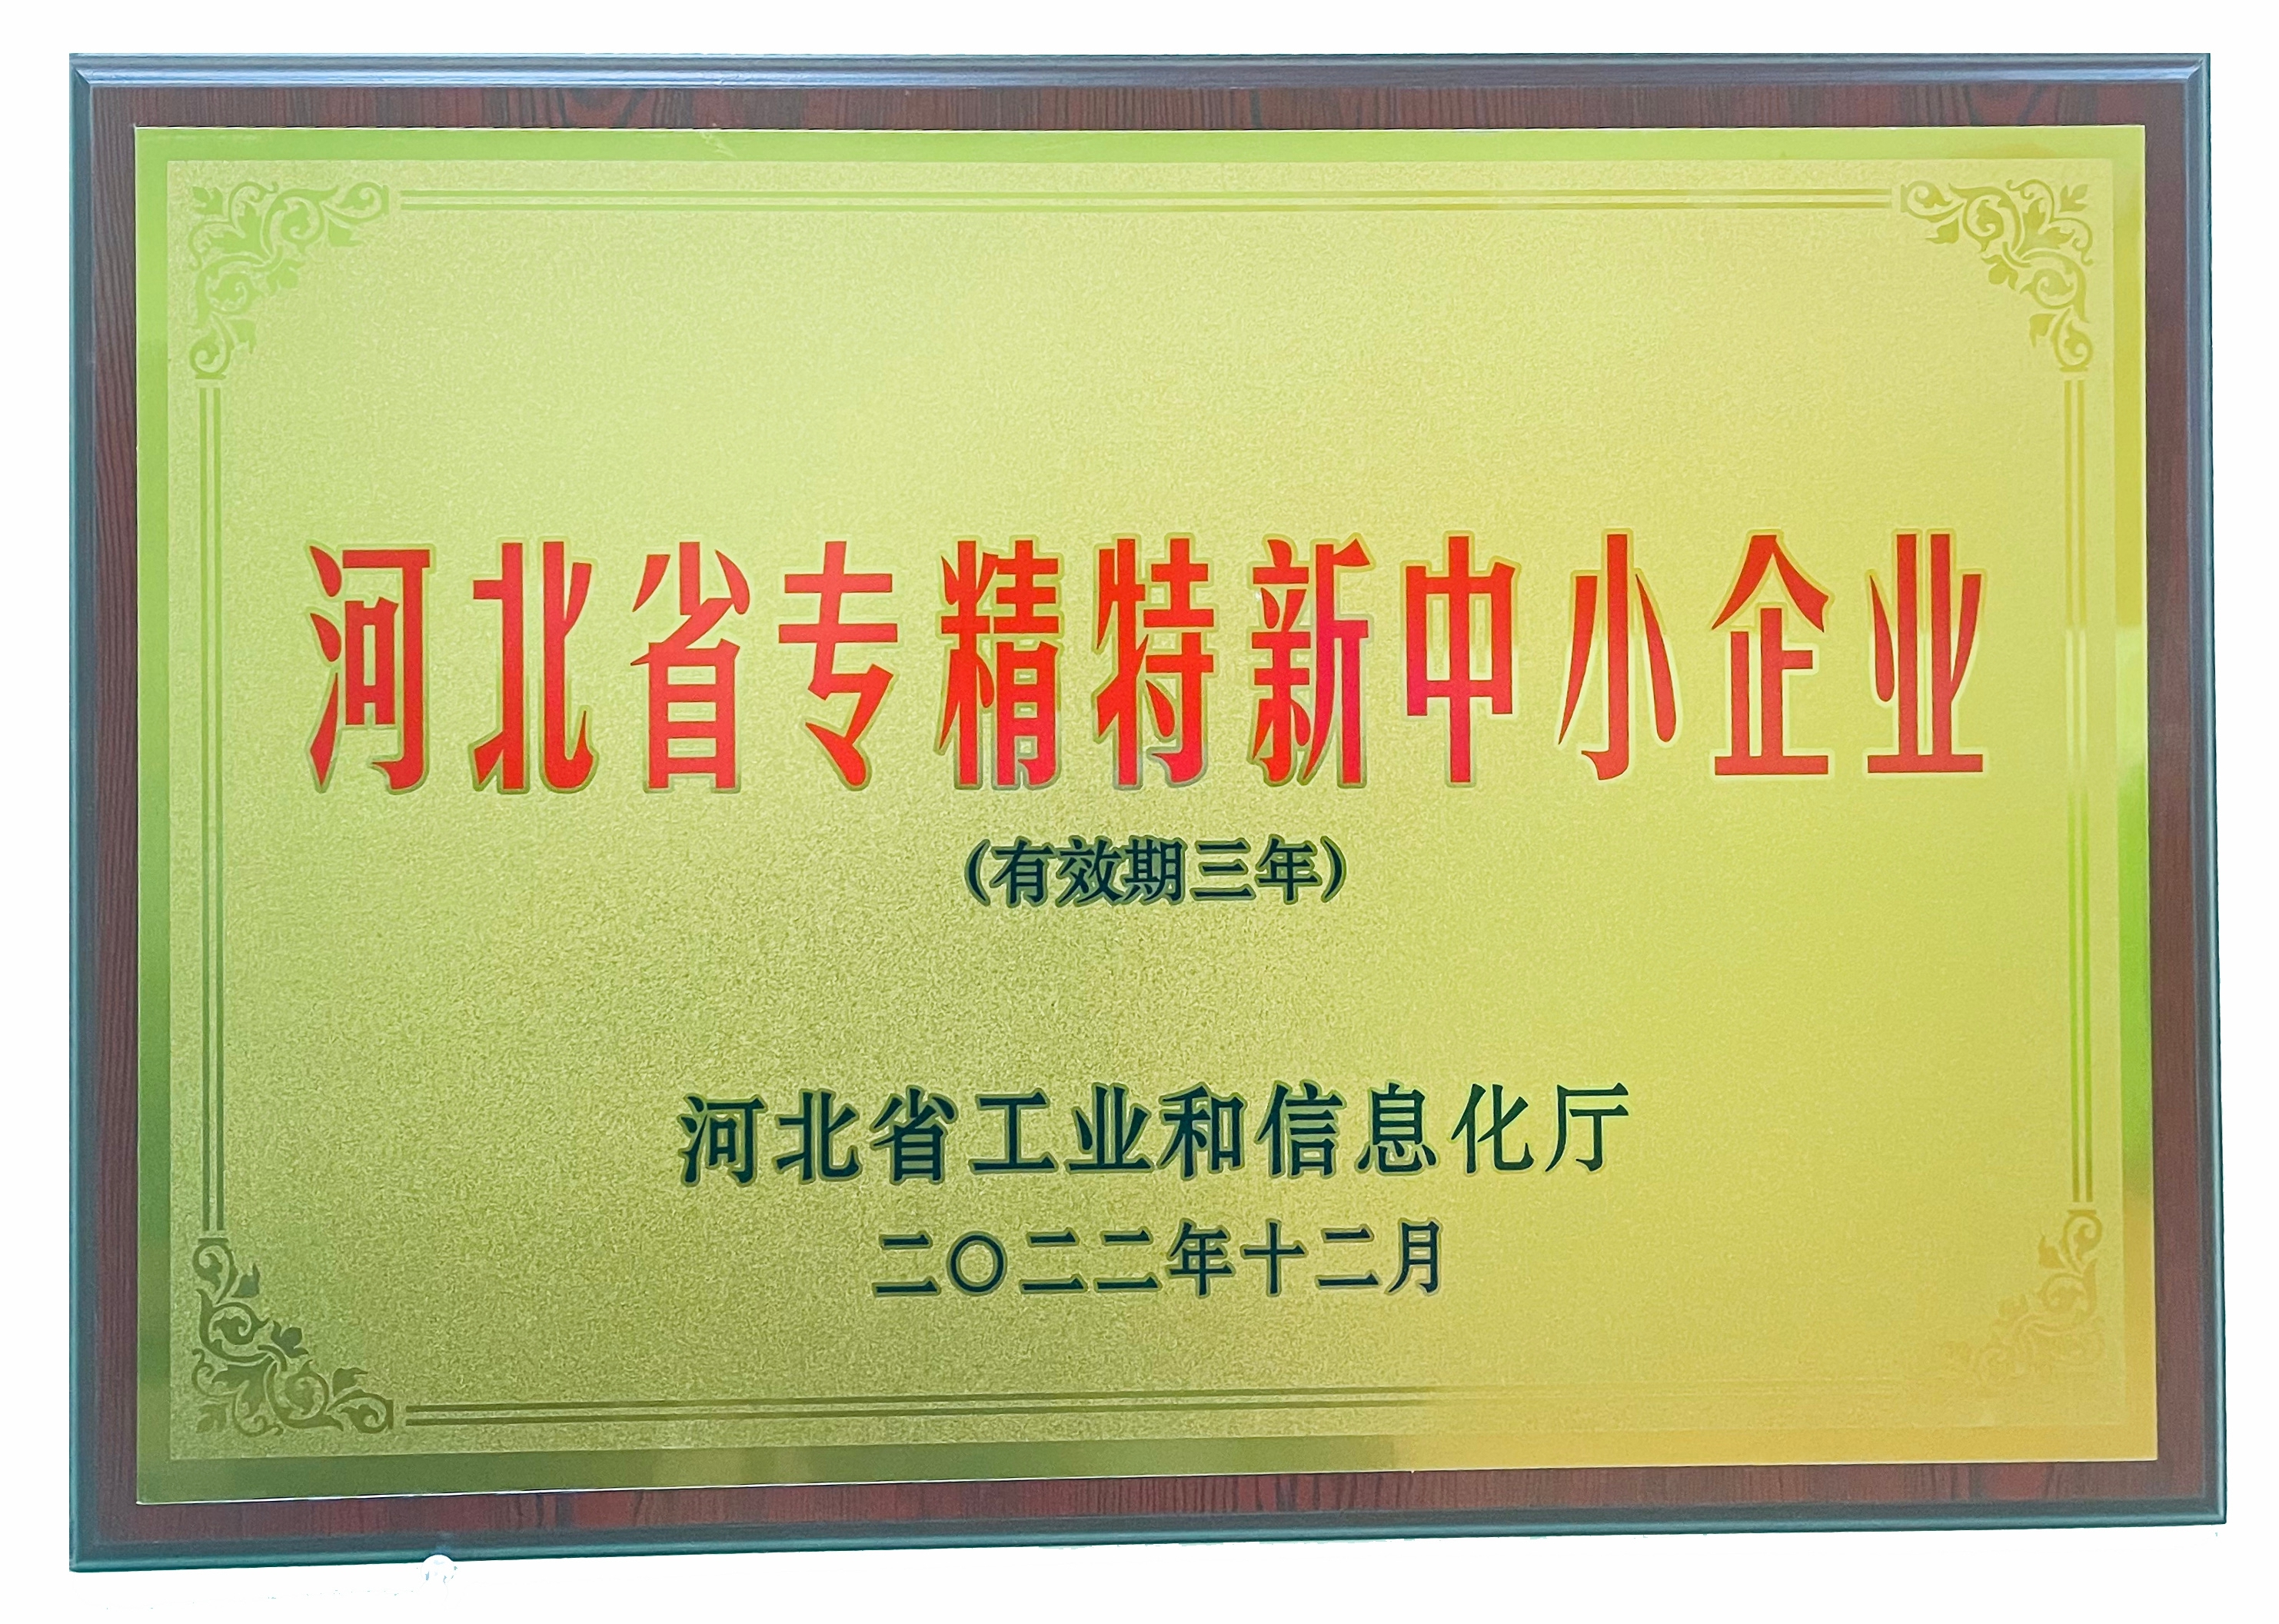 河北省专精特新中小企业
(有效期三年)
河北省工业和信息化厅
二〇二二年十二月